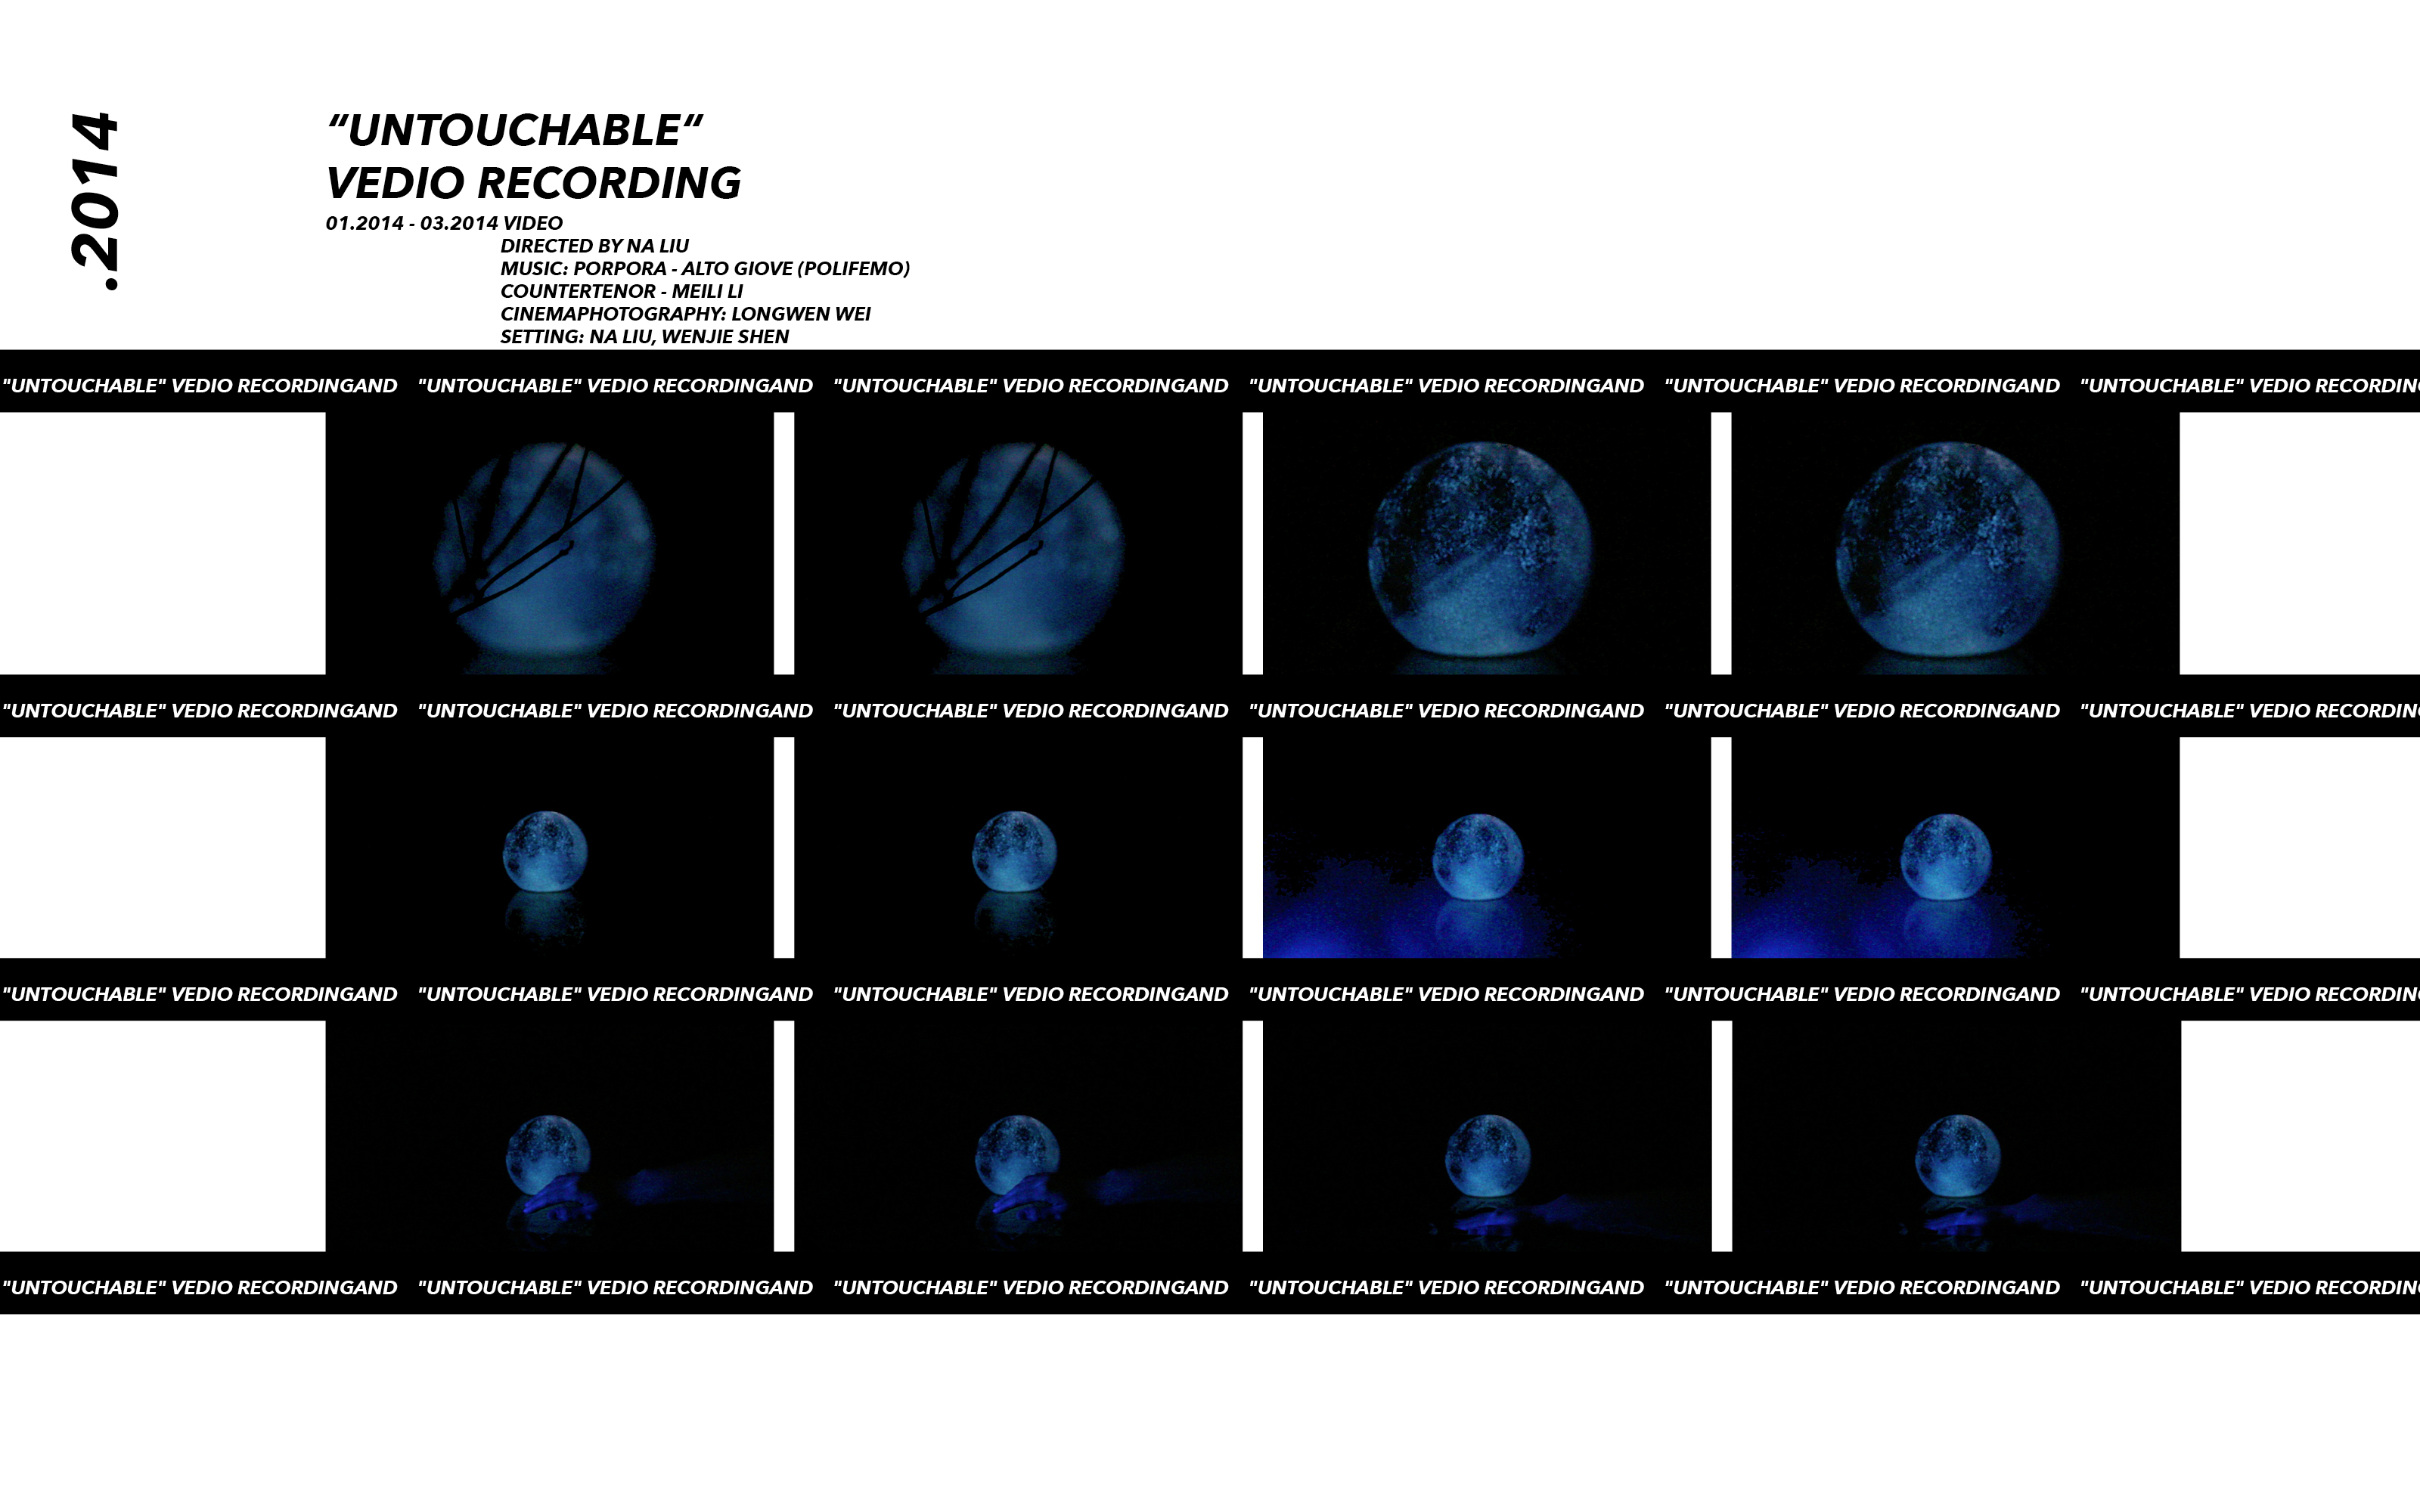 .2014
“UNTOUCHABLE“
VEDIO RECORDING
01.2014 - 03.2014 VIDEO
DIRECTED BY NA LIU
MUSIC: PORPORA - ALTO GIOVE (POLIFEMO)
COUNTERTENOR - MEILI LI
CINEMAPHOTOGRAPHY: LONGWEN WEI
SETTING: NA LIU, WENJIE SHEN
"UNTOUCHABLE" VEDIO RECORDINGAND "UNTOUCHABLE" VEDIO RECORDINGAND "UNTOUCHABLE" VEDIO RECORDINGAND "UNTOUCHABLE" VEDIO RECORDINGAND "UNTOUCHABLE" VEDIO RECORDINGAND "UNTOUCHABLE" VEDIO RECORDING
"UNTOUCHABLE" VEDIO RECORDINGAND "UNTOUCHABLE" VEDIO RECORDINGAND "UNTOUCHABLE" VEDIO RECORDINGAND "UNTOUCHABLE" VEDIO RECORDINGAND "UNTOUCHABLE" VEDIO RECORDINGAND "UNTOUCHABLE" VEDIO RECORDING
"UNTOUCHABLE" VEDIO RECORDINGAND "UNTOUCHABLE" VEDIO RECORDINGAND "UNTOUCHABLE" VEDIO RECORDINGAND "UNTOUCHABLE" VEDIO RECORDINGAND "UNTOUCHABLE" VEDIO RECORDINGAND "UNTOUCHABLE" VEDIO RECORDING
"UNTOUCHABLE" VEDIO RECORDINGAND "UNTOUCHABLE" VEDIO RECORDINGAND "UNTOUCHABLE" VEDIO RECORDINGAND "UNTOUCHABLE" VEDIO RECORDINGAND "UNTOUCHABLE" VEDIO RECORDINGAND "UNTOUCHABLE" VEDIO RECORDING